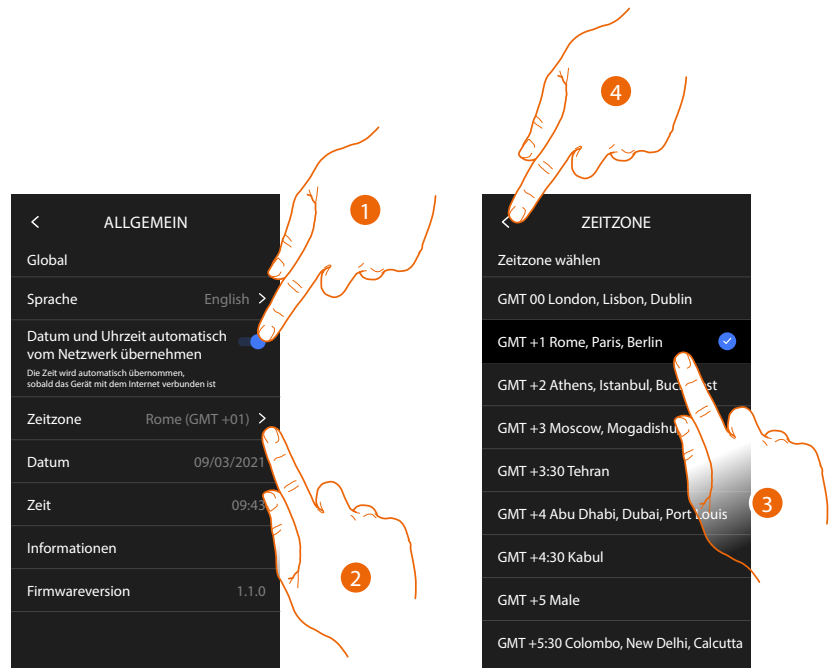 ALLGEMEIN
Global
Sprache English
Datum und Uhrzeit automatisch
vom Netzwerk übernehmen
Die Zeit wird automatisch übernommen,
sobald das Gerät mit dem Internet verbunden ist
Zeitzone Rome (GMT +01)
Datum 09/03/2021
Zeit 09:43
Informationen
Firmwareversion 1.1.0
1
2
ZEITZONE
Zeitzone wählen
GMT 00 London, Lisbon, Dublin
GMT +1 Rome, Paris, Berlin
GMT +2 Athens, Istanbul,
GMT +3 Moscow, Mogadishu
GMT +3:30 Tehran
GMT +4 Abu Dhabi, Dubai, Port Louis
GMT +4:30 Kabul
GMT +5 Male
GMT +5:30 Colombo, New Delhi, Calcutta
4
3